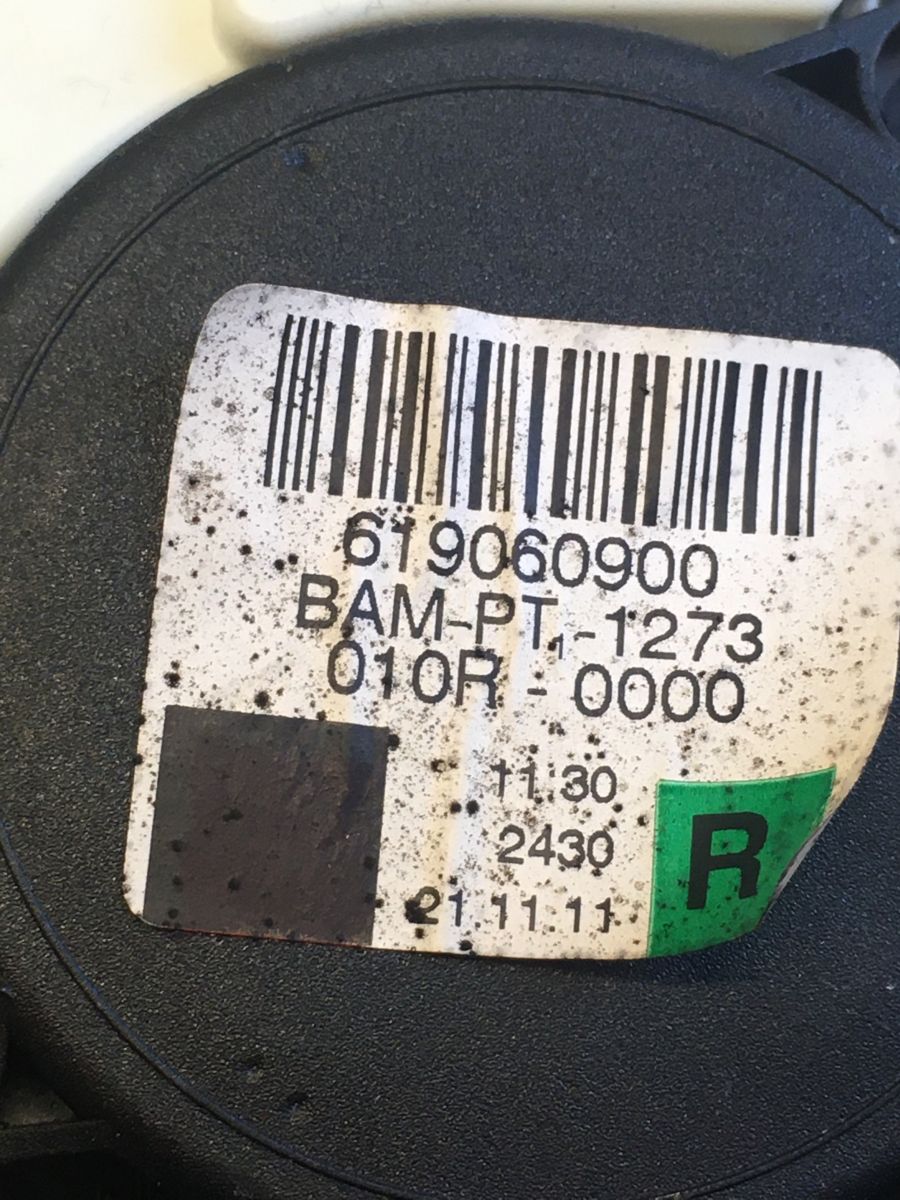 619060900
BAM-PT1-1273
010R - 0000
11:30
2430
21.11.11
R